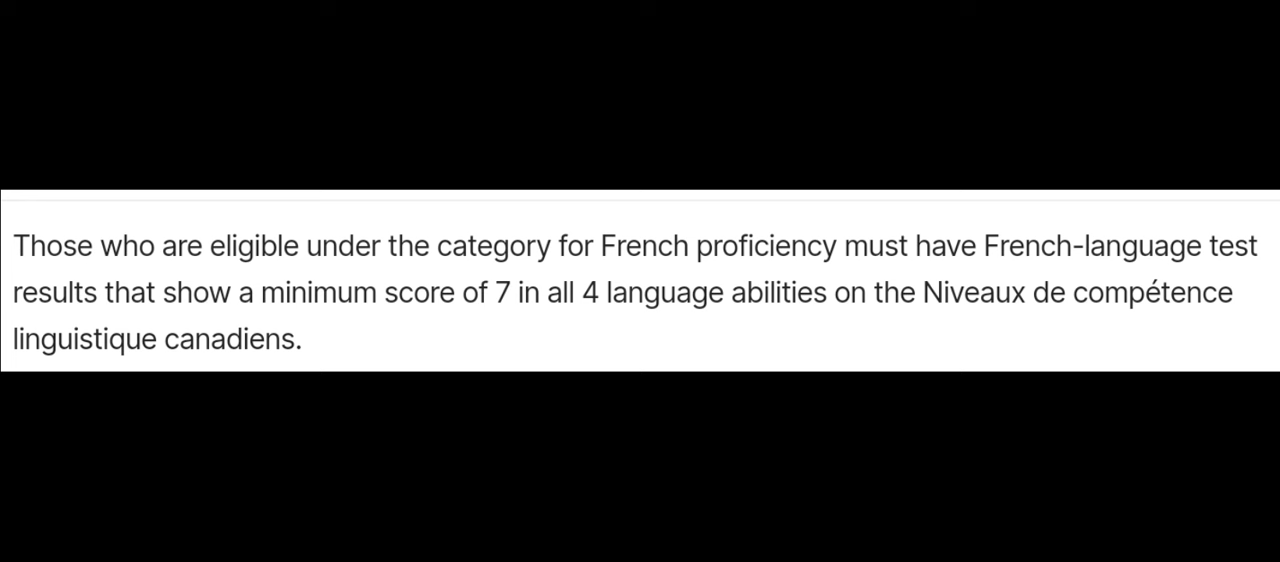 Those who are eligible under the category for French proficiency must have French-language test
results that show a minimum score of 7 in all 4 language abilities on the Niveaux de compétence
linguistique canadiens.